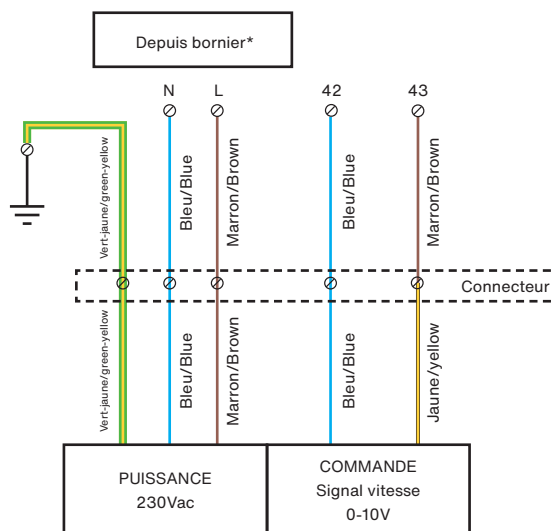 Depuis bornier*
N L 42 43
Vert-jaune/green-yellow
Bleu/Blue
Marron/Brown
Bleu/Blue
Marron/Brown
Connecteur
Vert-jaune/green-yellow
Bleu/Blue
Marron/Brown
Bleu/Blue
Jaune/yellow
PUISSANCE
230Vac
COMMANDE
Signal vitesse
0-10V